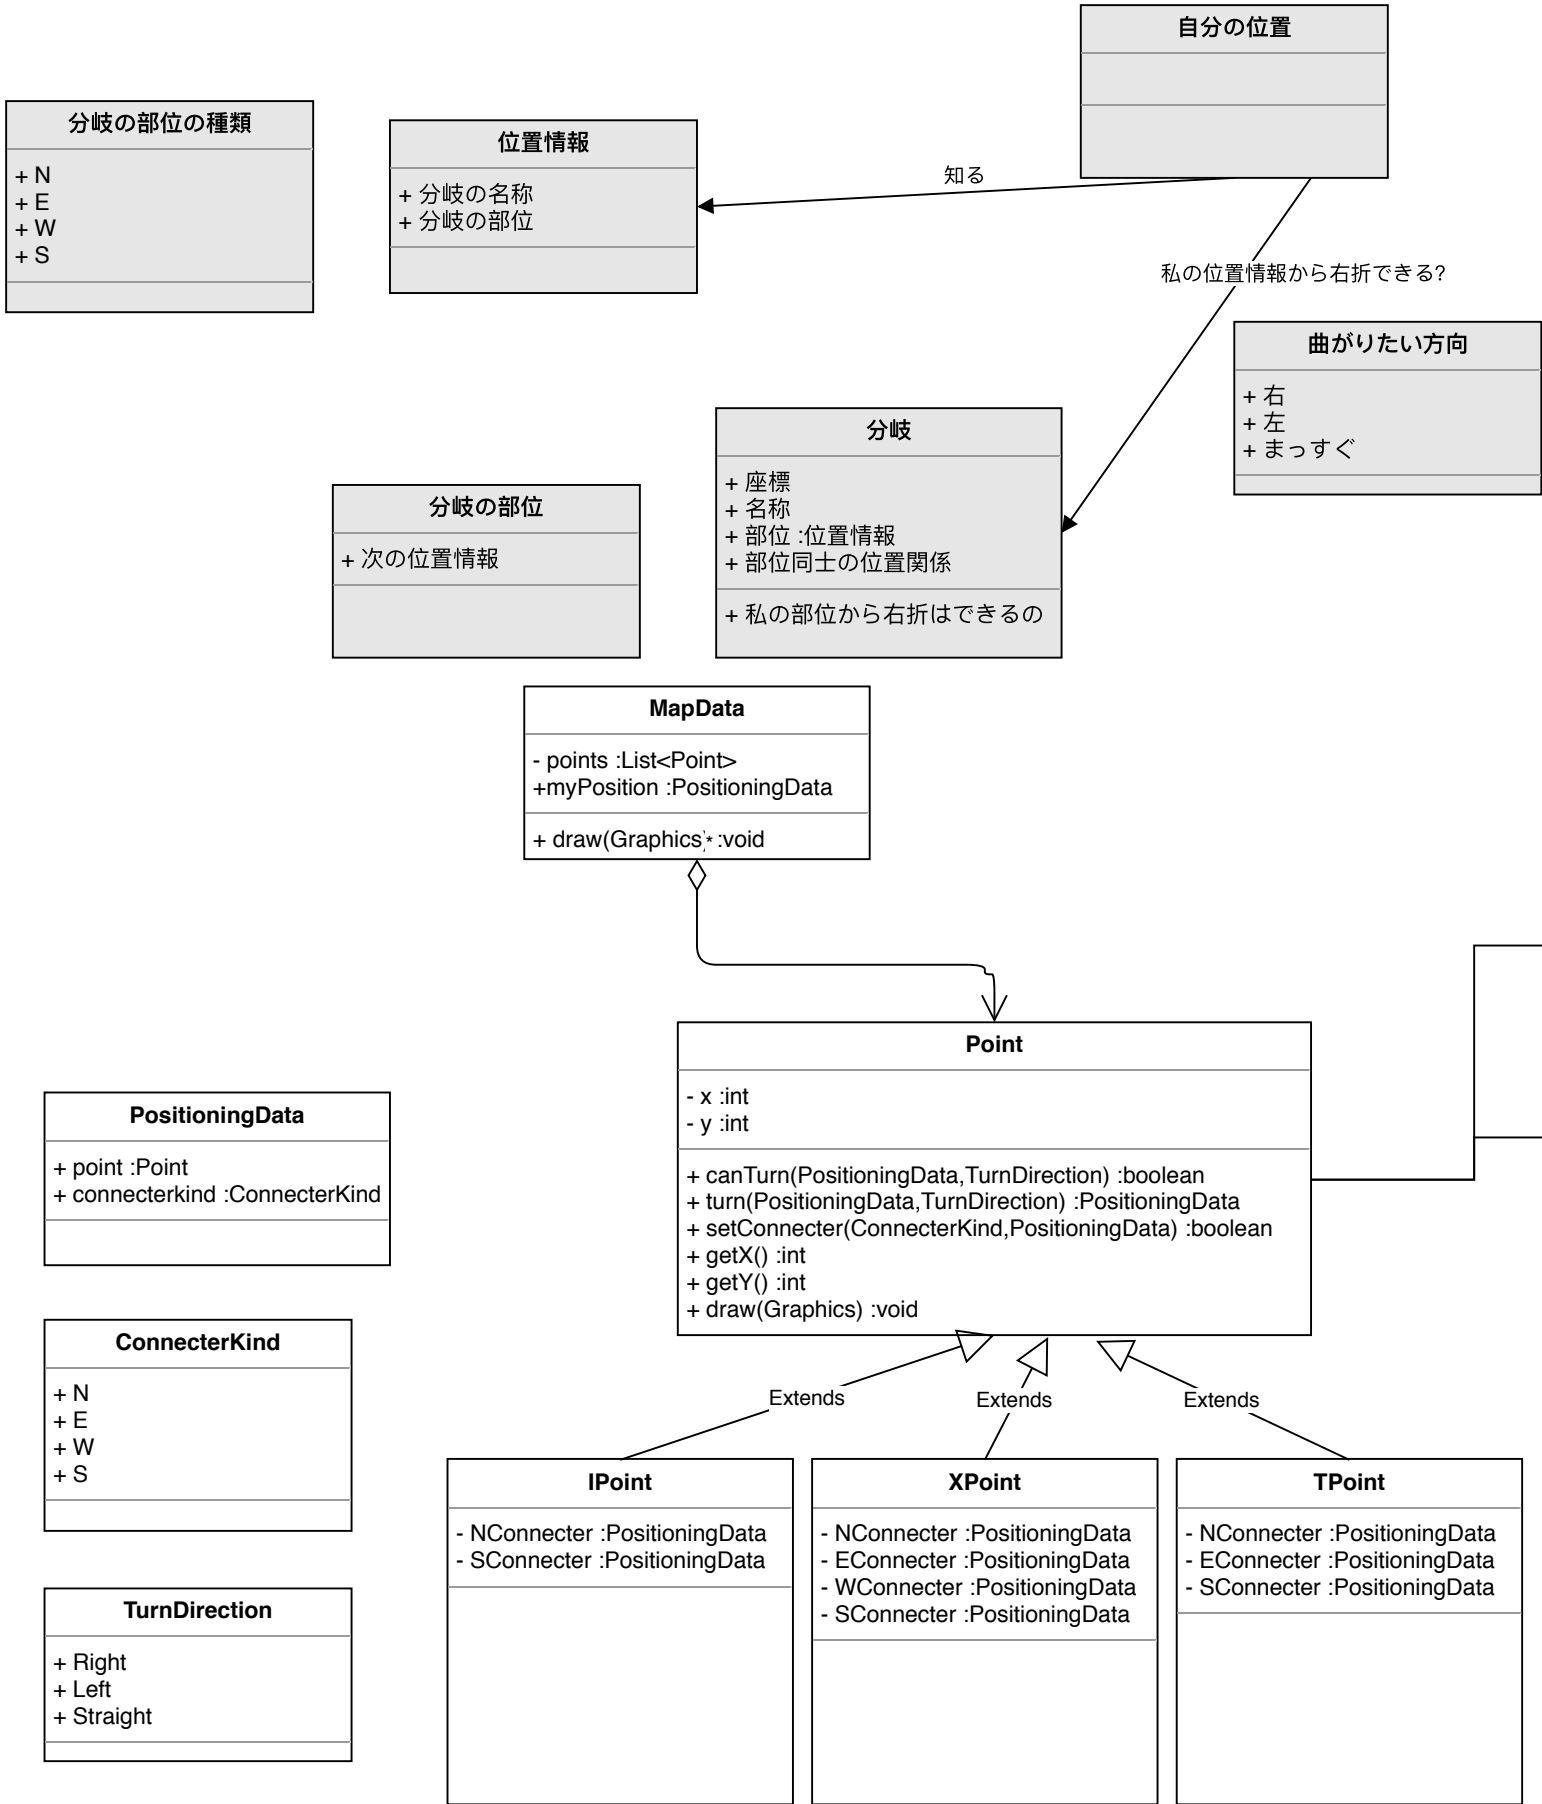 自分の位置
分岐の部位の種類
+ N
+ E
+ W
+ S
位置情報
+ 分岐の名称
+ 分岐の部位
知る
私の位置情報から右折できる?
曲がりたい方向
+ 右
+ 左
+ まっすぐ
分岐
+ 座標
+ 名称
+ 部位 :位置情報
+ 部位同士の位置関係
+ 私の部位から右折はできるの
分岐の部位
+ 次の位置情報
MapData
- points :List<Point>
+myPosition :PositioningData
+ draw(Graphics) :void
*
Point
- x :int
- y :int
+ canTurn(PositioningData,TurnDirection) :boolean
+ turn(PositioningData,TurnDirection) :PositioningData
+ setConnecter(ConnecterKind,PositioningData) :boolean
+ getX() :int
+ getY() :int
+ draw(Graphics) :void
PositioningData
+ point :Point
+ connecterkind :ConnecterKind
ConnecterKind
+ N
+ E
+ W
+ S
Extends
Extends
Extends
IPoint
- NConnecter :PositioningData
- SConnecter :PositioningData
XPoint
- NConnecter :PositioningData
- EConnecter :PositioningData
- WConnecter :PositioningData
- SConnecter :PositioningData
TPoint
- NConnecter :PositioningData
- EConnecter :PositioningData
- SConnecter :PositioningData
TurnDirection
+ Right
+ Left
+ Straight